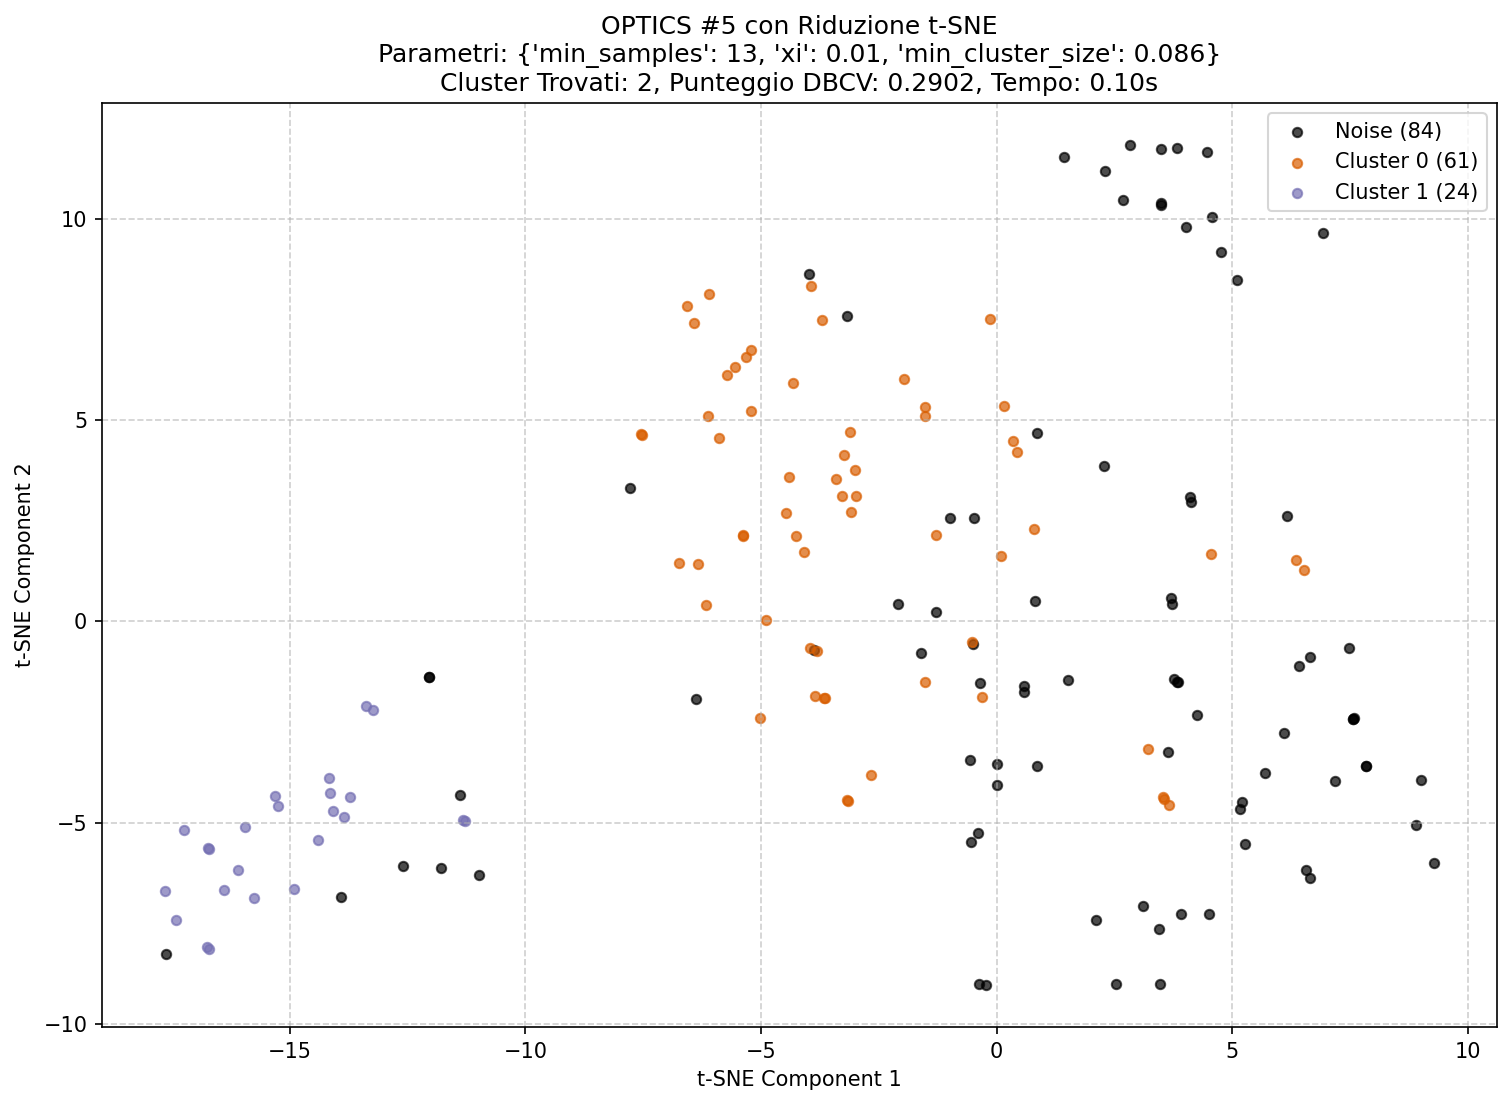 OPTICS #5 con Riduzione t-SNE
Parametri: {'min_samples': 13, 'xi': 0.01, 'min_cluster_size': 0.086}
Cluster Trovati: 2, Punteggio DBCV: 0.2902, Tempo: 0.10s
Noise (84)
Cluster 0 (61)
Cluster 1 (24)
t-SNE Component 2
10
5
0
−5
−10
−15
−10
−5
0
5
10
t-SNE Component 1